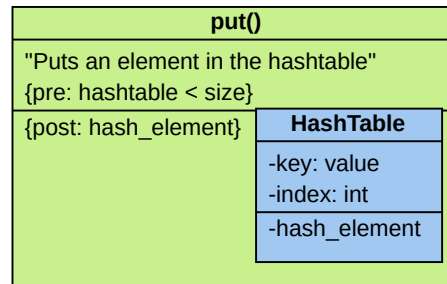 put()
"Puts an element in the hashtable"
{pre: hashtable < size}
{post: hash_element}
HashTable
-key: value
-index: int
-hash_element